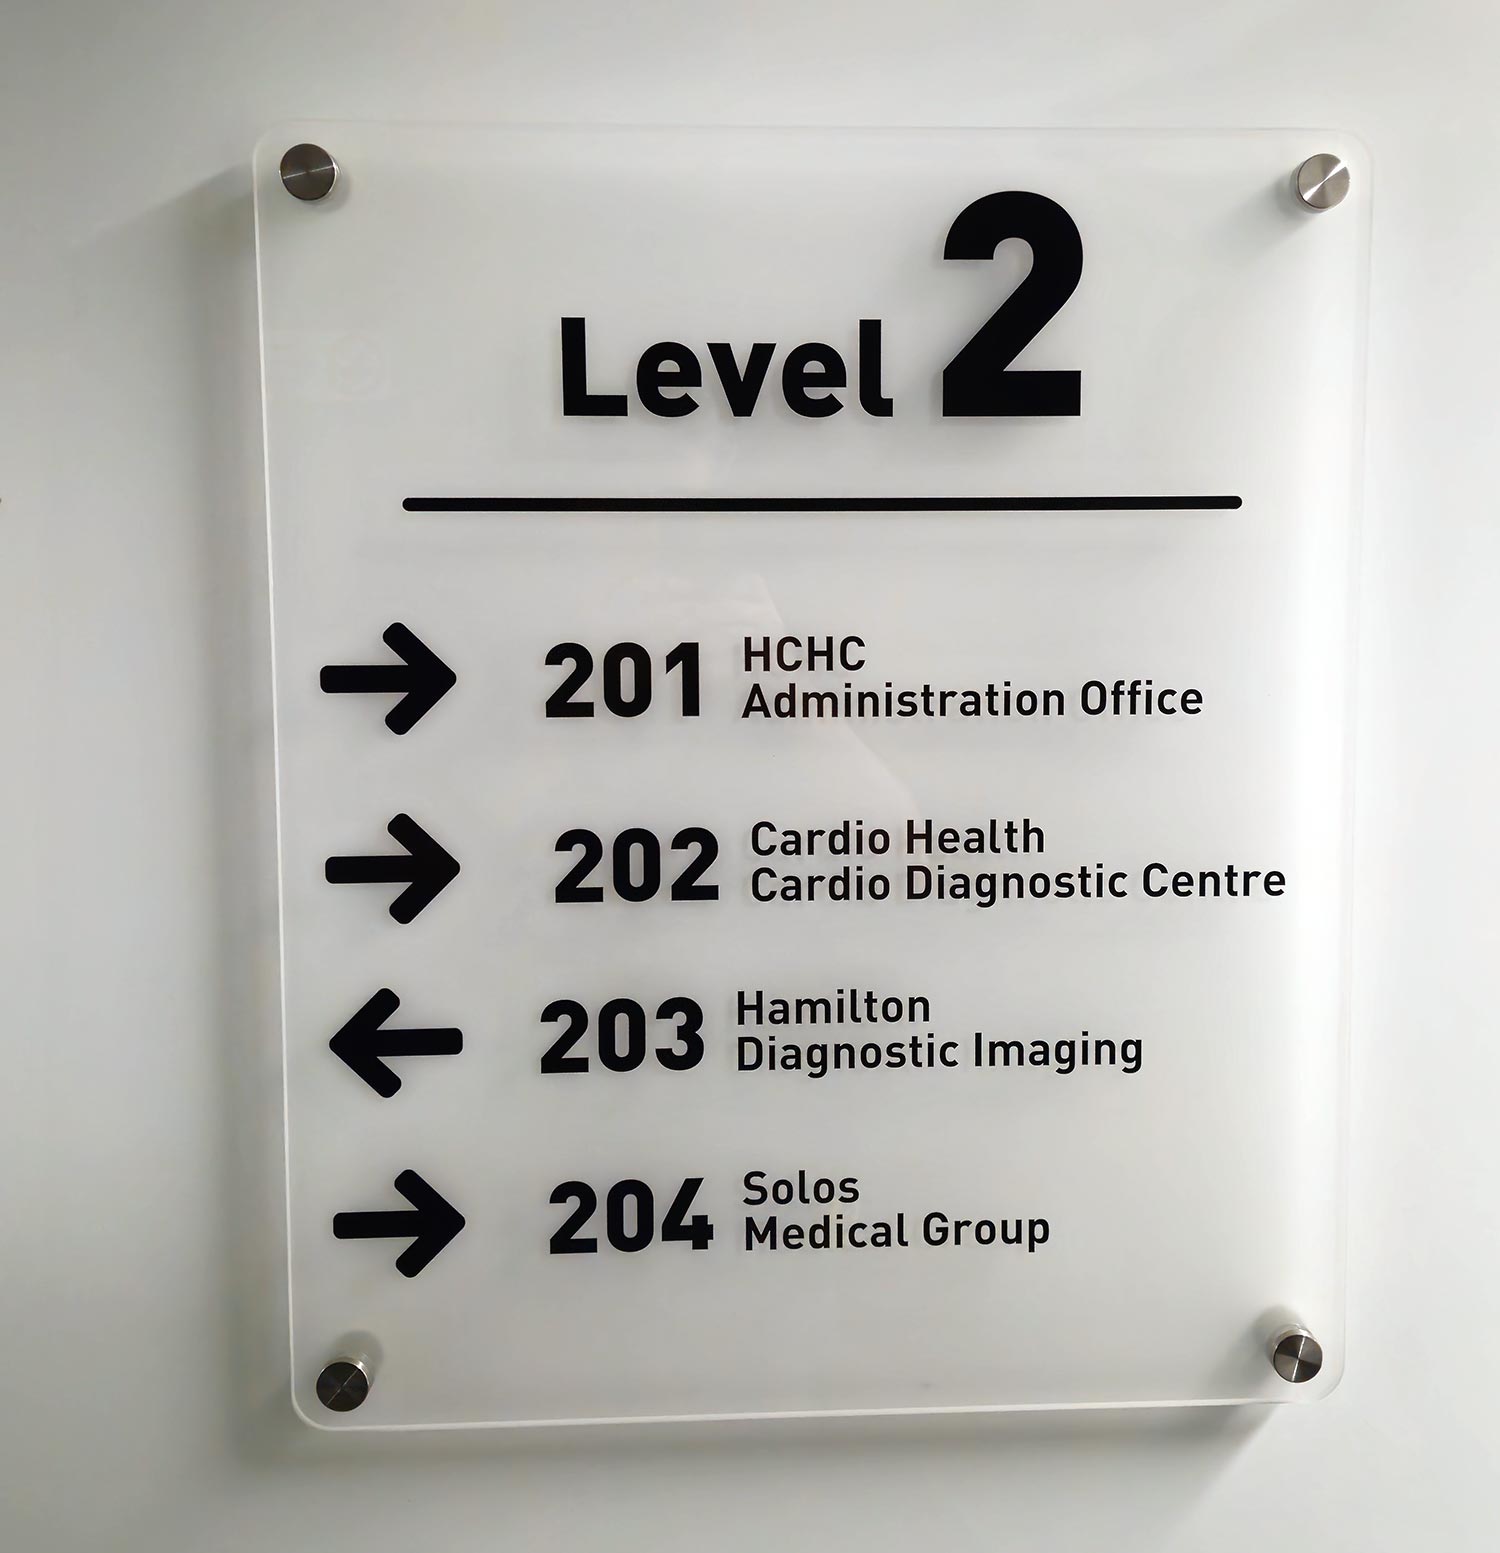 Level 2
201 HCHC
Administration Office
202 Cardio Health
Cardio Diagnostic Centre
203 Hamilton
Diagnostic Imaging
204 Solos
Medical Group